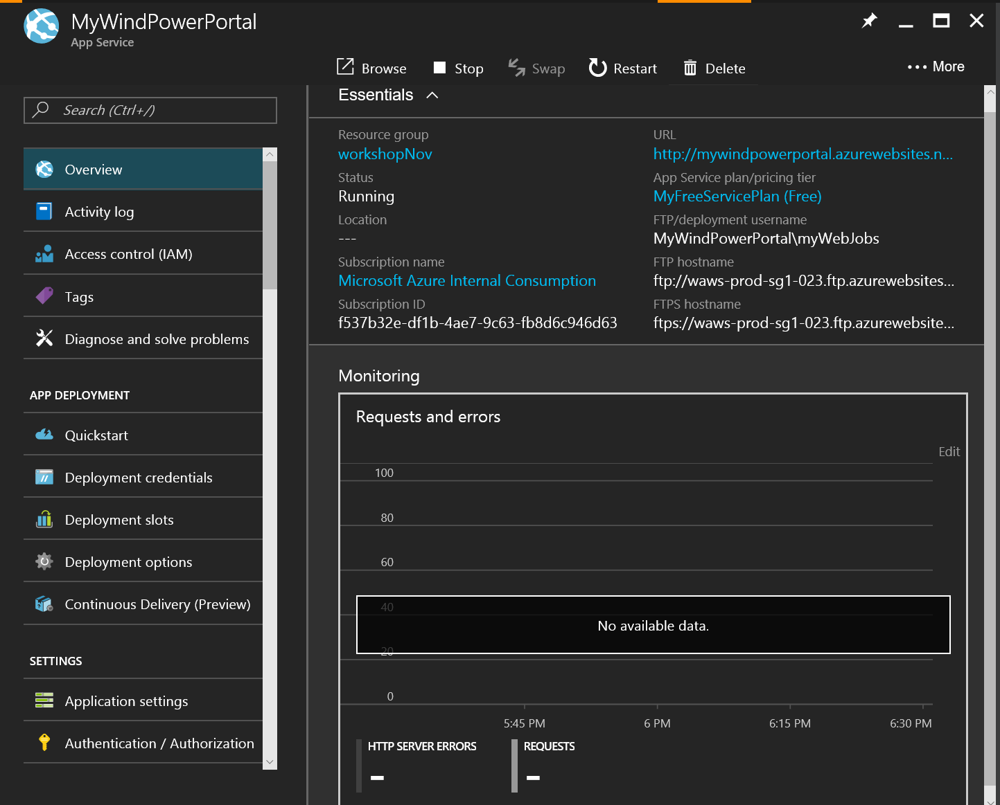 MyWindPowerPortal
App Service
Browse
Stop
Swap
Restart
Delete
More
Search (Ctrl+/)
Overview
Activity log
Access control (IAM)
Tags
Diagnose and solve problems
APP DEPLOYMENT
Quickstart
Deployment credentials
Deployment slots
Deployment options
Continuous Delivery (Preview)
SETTINGS
Application settings
Authentication / Authorization
Essentials
Resource group
workshopNov
Status
Running
Location
---
Subscription name
Microsoft Azure Internal Consumption
Subscription ID
f537b32e-df1b-4ae7-9c63-fb8d6c946d63
URL
http://mywindpowerportal.azurewebsites.n...
App Service plan/pricing tier
MyFreeServicePlan (Free)
FTP/deployment username
MyWindPowerPortal\myWebJobs
FTP hostname
ftp://waws-prod-sg1-023.ftp.azurewebsites...
FTPS hostname
ftps://waws-prod-sg1-023.ftp.azurewebsite...
Monitoring
Requests and errors
Edit
100
80
60
40
No available data.
20
0
5:45 PM
6 PM
6:15 PM
6:30 PM
HTTP SERVER ERRORS
--
REQUESTS
--